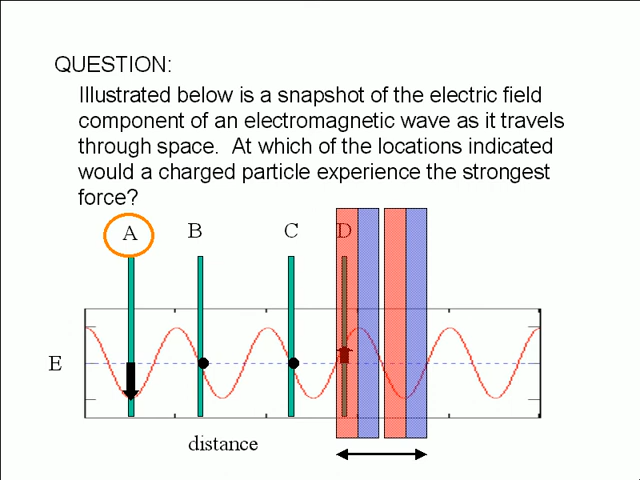 QUESTION:
Illustrated below is a snapshot of the electric field
component of an electromagnetic wave as it travels
through space.  At which of the locations indicated
would a charged particle experience the strongest
force?
A B C D
E
distance